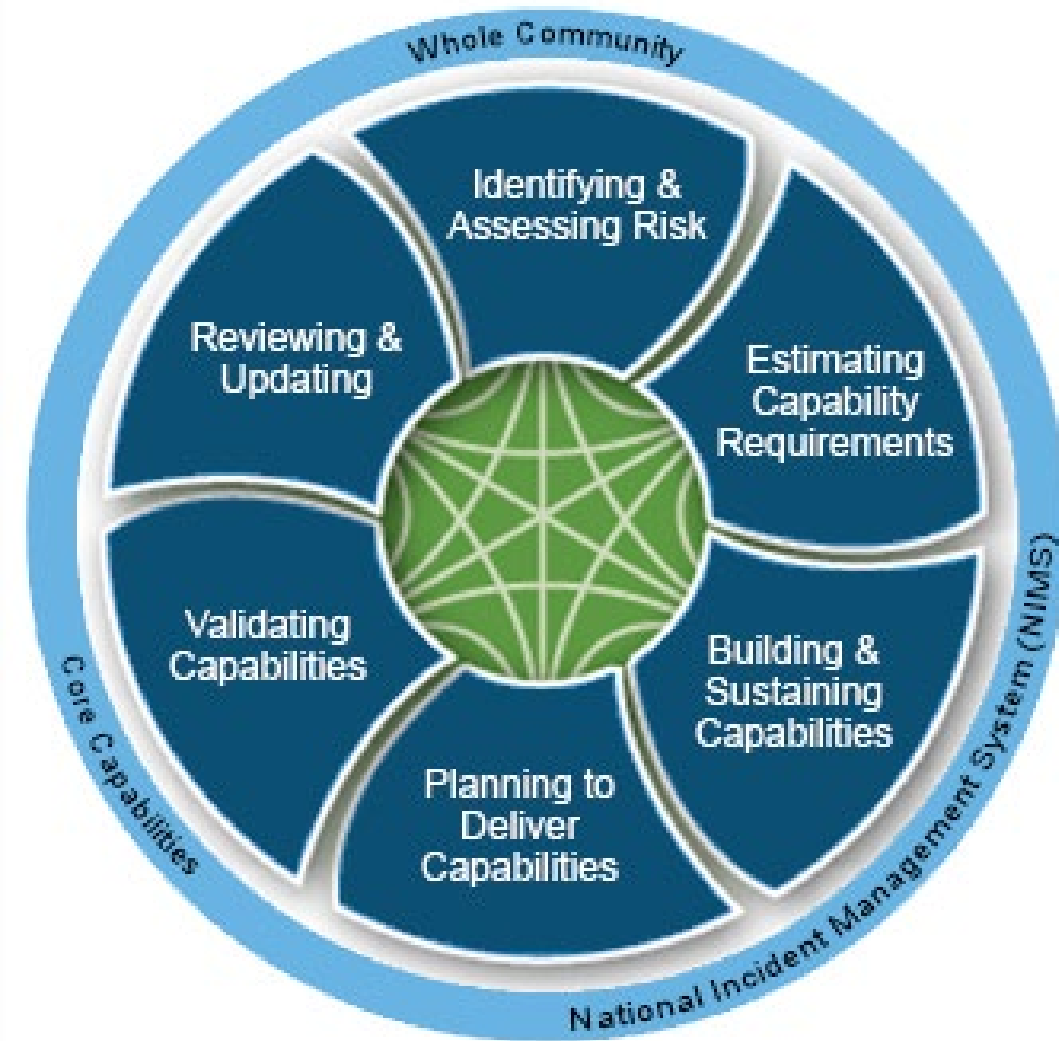 Whole Community
Identifying &
Assessing Risk
Estimating
Capability
Requirements
Building &
Sustaining
Capabilities
Planning to
Deliver
Capabilities
Validating
Capabilities
Reviewing &
Updating
National Incident Management System (NIMS)
Core Capabilities